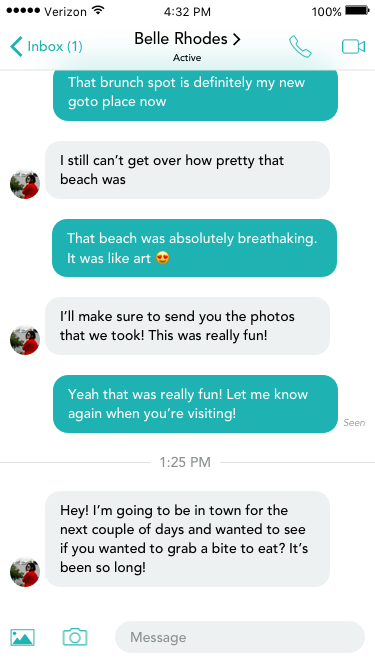 Verizon 4:32 PM 100%
Inbox (1) Belle Rhodes
Active
That brunch spot is definitely my new
goto place now
I still can’t get over how pretty that
beach was
That beach was absolutely breathaking.
It was like art 😍
I’ll make sure to send you the photos
that we took! This was really fun!
Yeah that was really fun! Let me know
again when you’re visiting!
Seen
1:25 PM
Hey! I’m going to be in town for the
next couple of days and wanted to see
if you wanted to grab a bite to eat? It’s
been so long!
Message